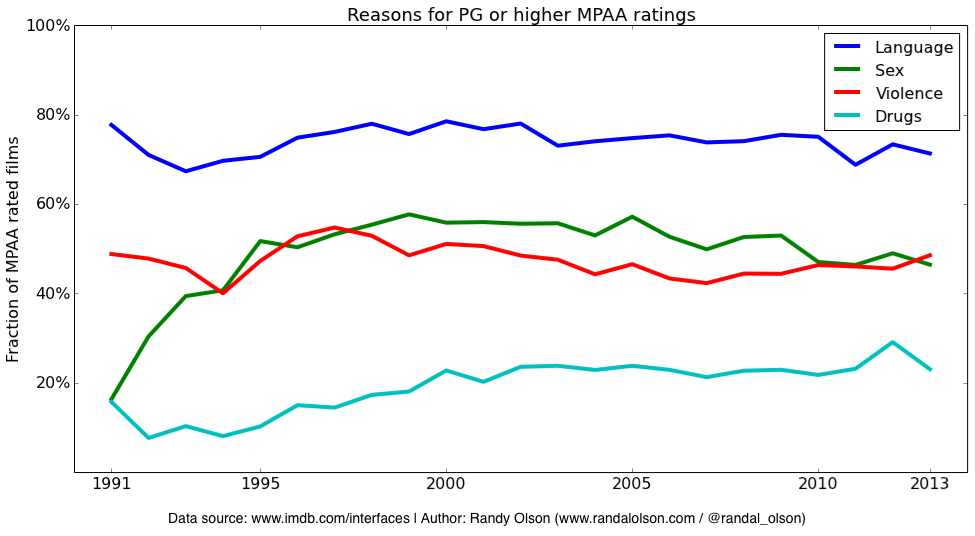 Reasons for PG or higher MPAA ratings
100%
80%
60%
40%
20%
Fraction of MPAA rated films
Language
Sex
Violence
Drugs
1991 1995 2000 2005 2010 2013
Data source: www.imdb.com/interfaces | Author: Randy Olson (www.randalolson.com / @randal_olson)